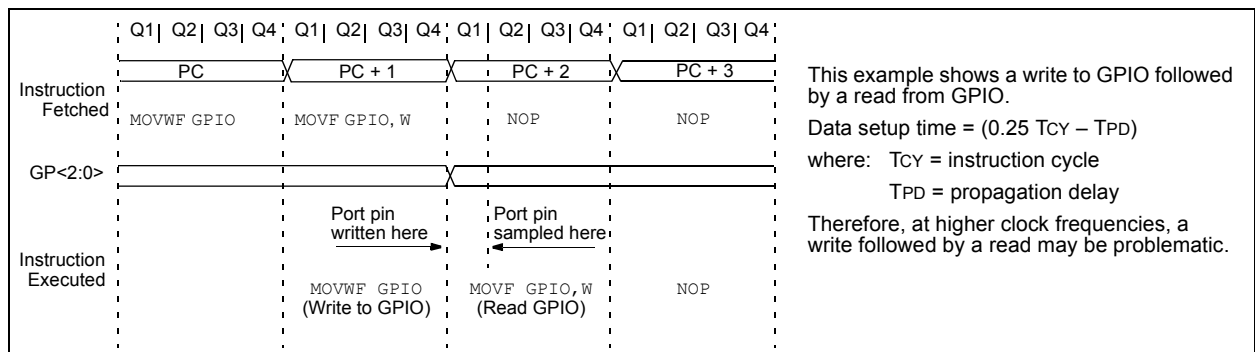 Q1| Q2| Q3| Q4 Q1| Q2| Q3| Q4 Q1| Q2| Q3| Q4 Q1| Q2| Q3| Q4
PC PC + 1 PC + 2 PC + 3
Instruction
Fetched
MOVWF GPIO MOVF GPIO, W NOP NOP
GP<2:0>
Port pin
written here
Port pin
sampled here
Instruction
Executed
MOVWF GPIO
(Write to GPIO)
MOVF GPIO,W
(Read GPIO)
NOP
This example shows a write to GPIO followed
by a read from GPIO.
Data setup time = (0.25 TCY – TPD)
where: TCY = instruction cycle
TPD = propagation delay
Therefore, at higher clock frequencies, a
write followed by a read may be problematic.